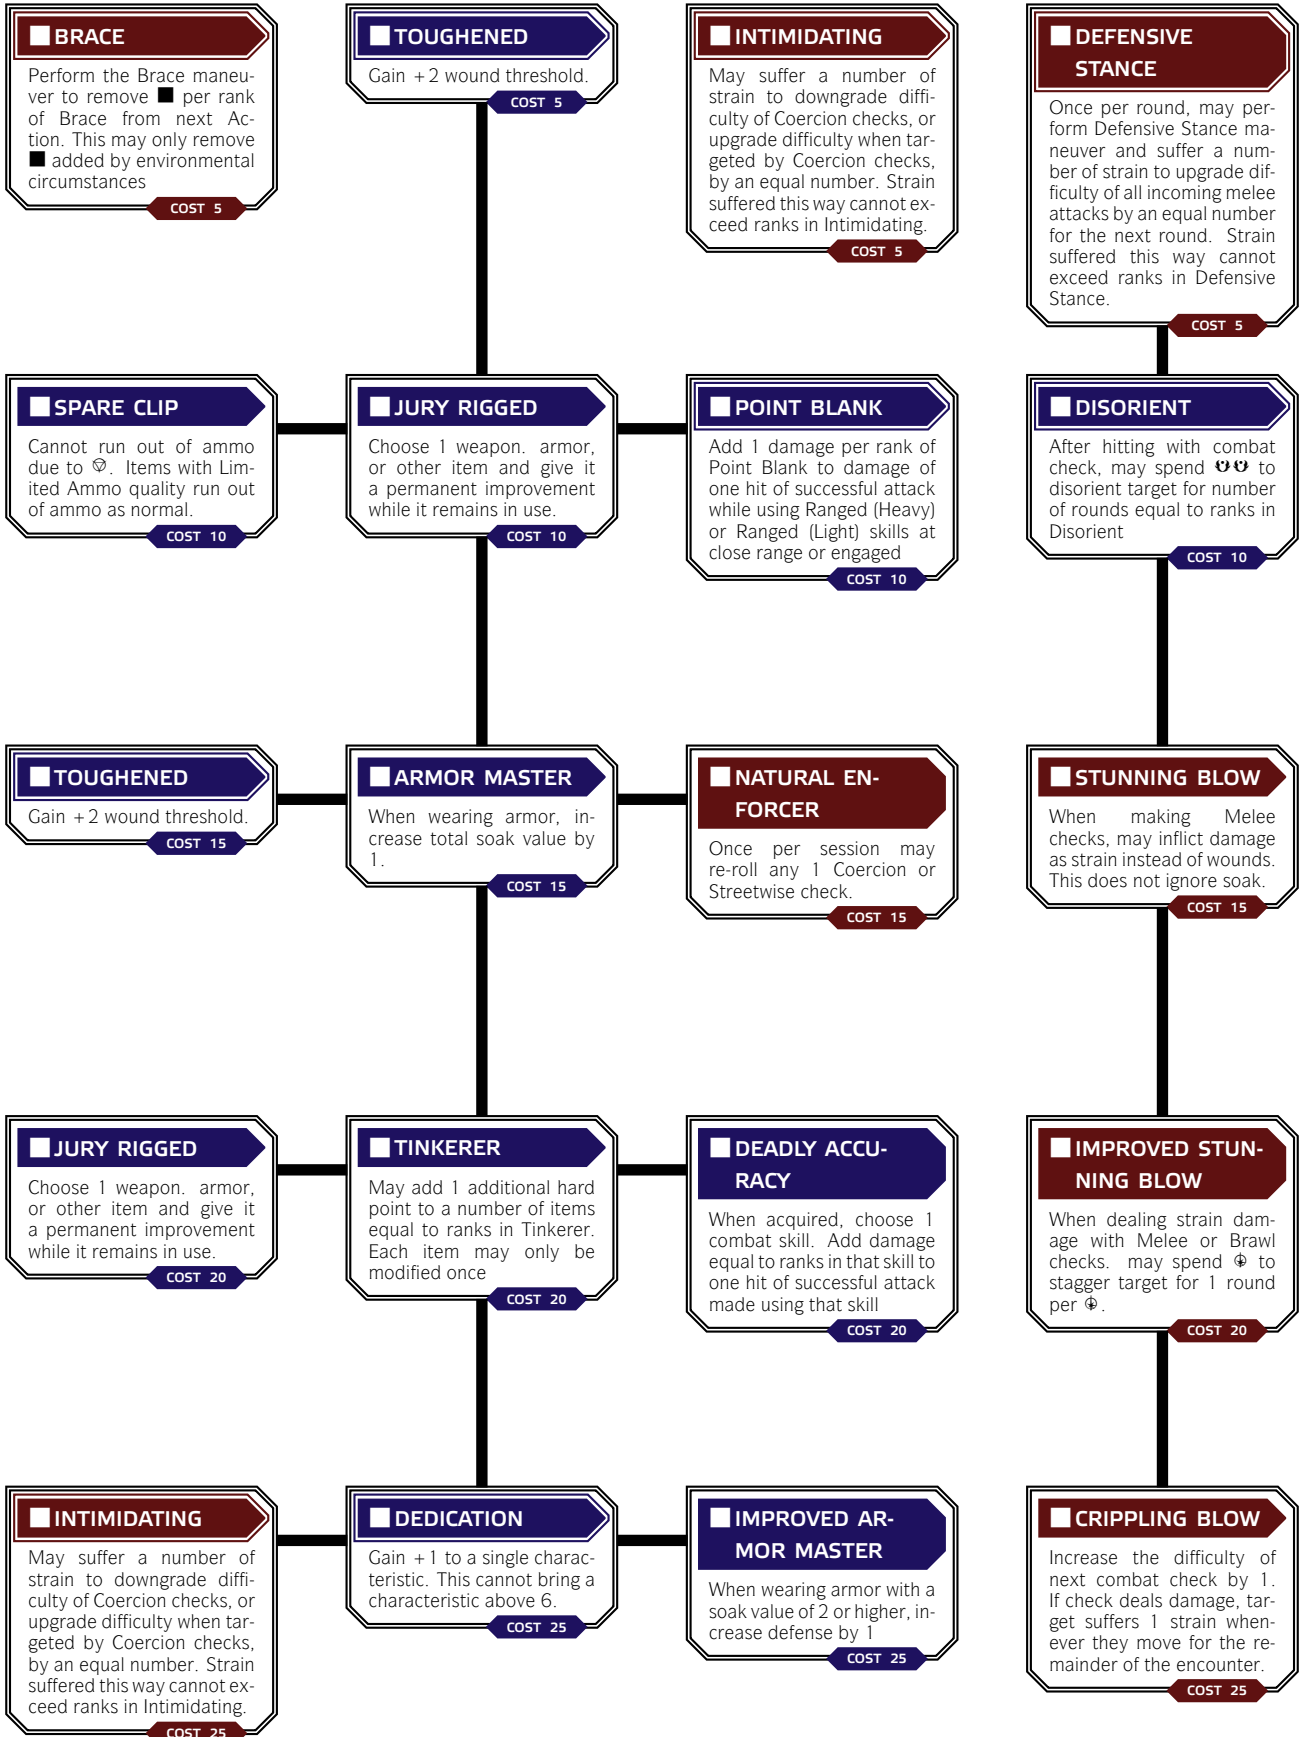 BRACE
Perform the Brace maneu-
ver to remove ■ per rank
of Brace from next Ac-
tion. This may only remove
■ added by environmental
circumstances
COST 5
TOUGHENED
Gain +2 wound threshold.
COST 5
INTIMIDATING
May suffer a number of
strain to downgrade diffi-
culty of Coercion checks, or
upgrade difficulty when tar-
geted by Coercion checks,
by an equal number. Strain
suffered this way cannot ex-
ceed ranks in Intimidating.
COST 5
DEFENSIVE
STANCE
Once per round, may per-
form Defensive Stance ma-
neuver and suffer a num-
ber of strain to upgrade dif-
ficulty of all incoming melee
attacks by an equal number
for the next round. Strain
suffered this way cannot
exceed ranks in Defensive
Stance.
COST 5
SPARE CLIP
Cannot run out of ammo
due to . Items with Lim-
ited Ammo quality run out
of ammo as normal.
COST 10
JURY RIGGED
Choose 1 weapon. armor,
or other item and give it
a permanent improvement
while it remains in use.
COST 10
POINT BLANK
Add 1 damage per rank of
Point Blank to damage of
one hit of successful attack
while using Ranged (Heavy)
or Ranged (Light) skills at
close range or engaged
COST 10
DISORIENT
After hitting with combat
check, may spend to
disorient target for number
of rounds equal to ranks in
Disorient
COST 10
TOUGHENED
Gain +2 wound threshold.
COST 15
ARMOR MASTER
When wearing armor, in-
crease total soak value by
1.
COST 15
NATURAL EN-
FORCER
Once per session may
re-roll any 1 Coercion or
Streetwise check.
COST 15
STUNNING BLOW
When making Melee
checks, may inflict damage
as strain instead of wounds.
This does not ignore soak.
COST 15
JURY RIGGED
Choose 1 weapon. armor,
or other item and give it
a permanent improvement
while it remains in use.
COST 20
TINKERER
May add 1 additional hard
point to a number of items
equal to ranks in Tinkerer.
Each item may only be
modified once
COST 20
DEADLY ACCU-
RACY
When acquired, choose 1
combat skill. Add damage
equal to ranks in that skill to
one hit of successful attack
made using that skill
COST 20
IMPROVED STUN-
NING BLOW
When dealing strain dam-
age with Melee or Brawl
checks. may spend to
stagger target for 1 round
per .
COST 20
INTIMIDATING
May suffer a number of
strain to downgrade diffi-
culty of Coercion checks, or
upgrade difficulty when tar-
geted by Coercion checks,
by an equal number. Strain
suffered this way cannot ex-
ceed ranks in Intimidating.
COST 25
DEDICATION
Gain +1 to a single charac-
teristic. This cannot bring a
characteristic above 6.
COST 25
IMPROVED AR-
MOR MASTER
When wearing armor with a
soak value of 2 or higher, in-
crease defense by 1
COST 25
CRIPPLING BLOW
Increase the difficulty of
next combat check by 1.
If check deals damage, tar-
get suffers 1 strain when-
ever they move for the re-
mainder of the encounter.
COST 25